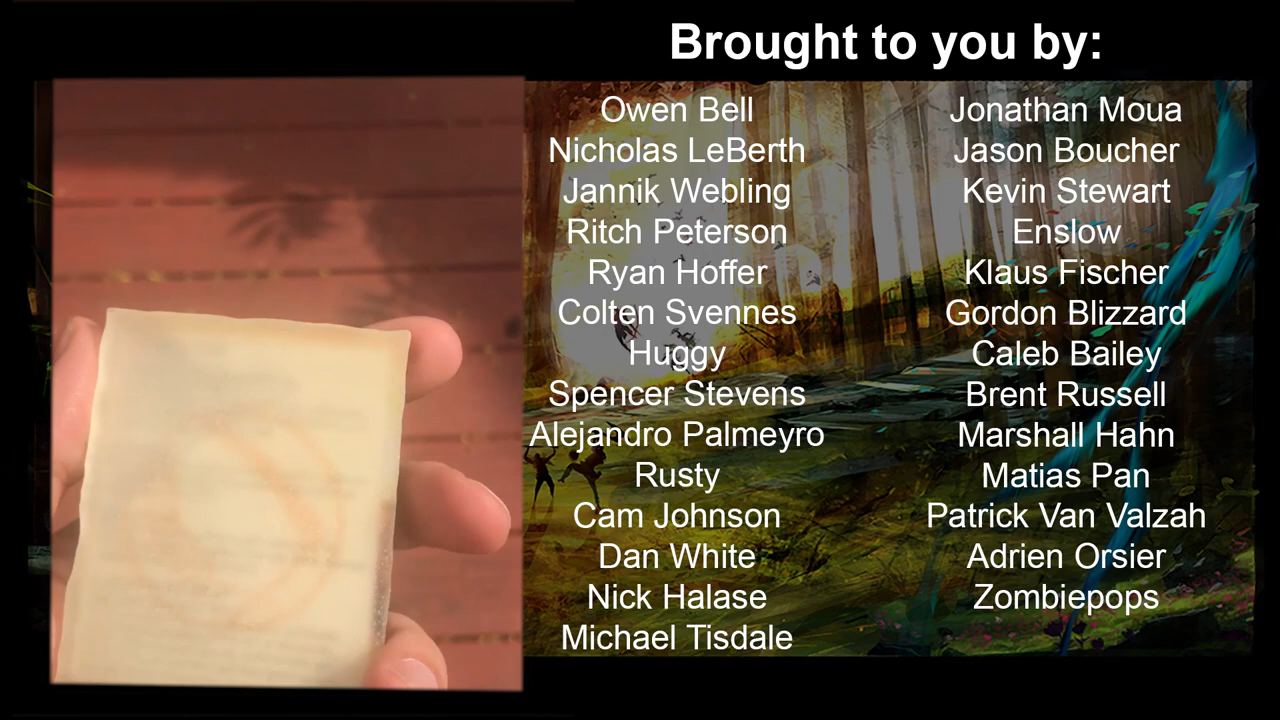 Brought to you by:
Owen Bell
Nicholas LeBerth
Jannik Webling
Ritch Peterson
Ryan Hoffer
Colten Svennes
Huggy
Spencer Stevens
Alejandro Palmeyro
Rusty
Cam Johnson
Dan White
Nick Halase
Michael Tisdale
Jonathan Moua
Jason Boucher
Kevin Stewart
Enslow
Klaus Fischer
Gordon Blizzard
Caleb Bailey
Brent Russell
Marshall Hahn
Matias Pan
Patrick Van Valzah
Adrien Orsier
Zombiepops